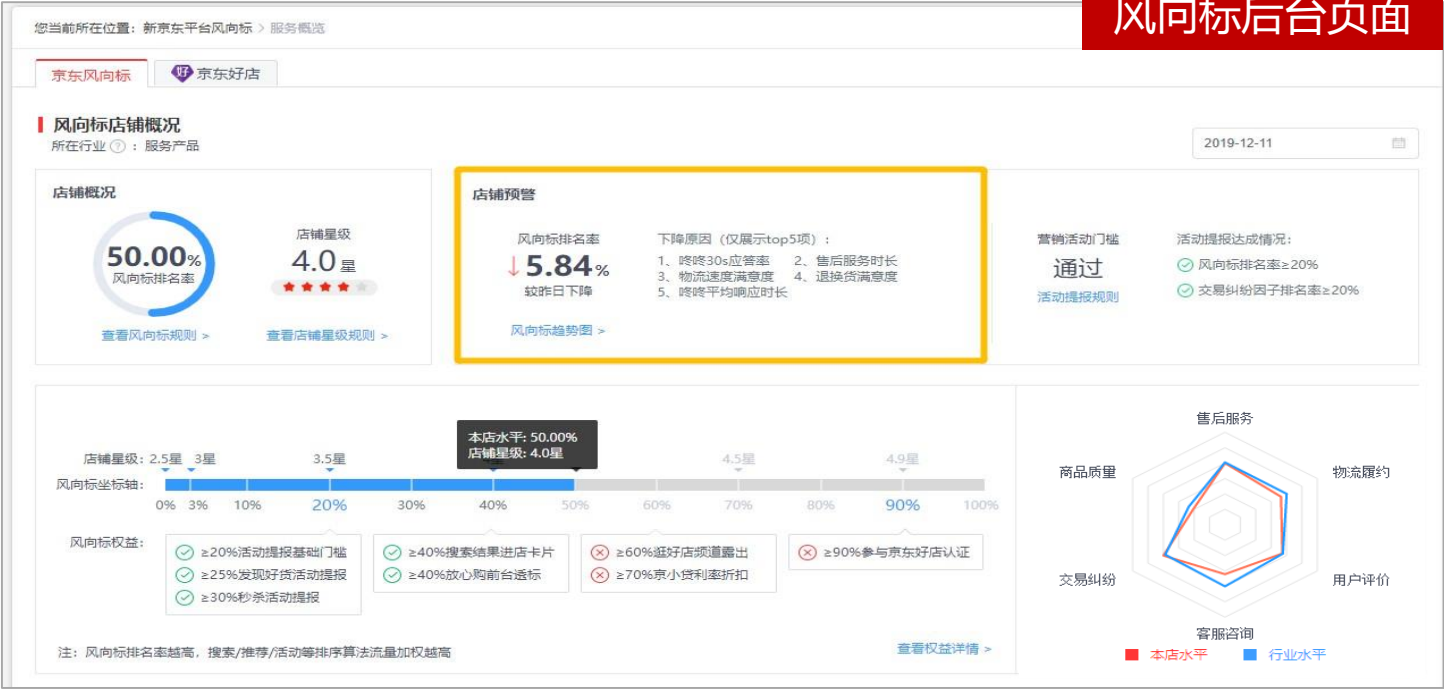 风向标后台页面
您当前所在位置：新京东平台风向标 > 服务概览
京东风向标
好 京东好店
风向标店铺概况
所在行业 ? ：服务产品
2019-12-11
店铺概况
50.00%
风向标排名率
查看风向标规则 >
店铺星级
4.0 星
查看店铺星级规则 >
店铺预警
风向标排名率
↓5.84%
较昨日下降
风向标趋势图 >
下降原因（仅展示top5项）：
1、咚咚30s应答率 2、售后服务时长
3、物流速度满意度 4、退换货满意度
5、咚咚平均响应时长
营销活动门槛
通过
活动提报规则
活动提报达成情况:
风向标排名率≥20%
交易纠纷因子排名率≥20%
本店水平: 50.00%
店铺星级: 4.0星
店铺星级: 2.5星 3星 3.5星 4.5星 4.9星
风向标坐标轴:
0% 3% 10% 20% 30% 40% 50% 60% 70% 80% 90% 100%
风向标权益:
≥20%活动提报基础门槛
≥25%发现好货活动提报
≥30%秒杀活动提报
≥40%搜索结果进店卡片
≥40%放心购前台透标
≥60%逛好店频道露出
≥70%京小贷利率折扣
≥90%参与京东好店认证
注：风向标排名率越高，搜索/推荐/活动等排序算法流量加权越高
查看权益详情 >
售后服务
商品质量
物流履约
交易纠纷
用户评价
客服咨询
本店水平 行业水平